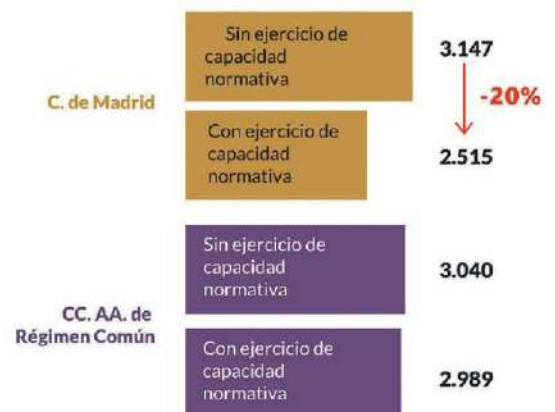 C. de Madrid
Sin ejercicio de
capacidad
normativa
3.147
-20%
Con ejercicio de
capacidad
normativa
2.515
CC. AA. de
Régimen Común
Sin ejercicio de
capacidad
normativa
3.040
Con ejercicio de
capacidad
normativa
2.989